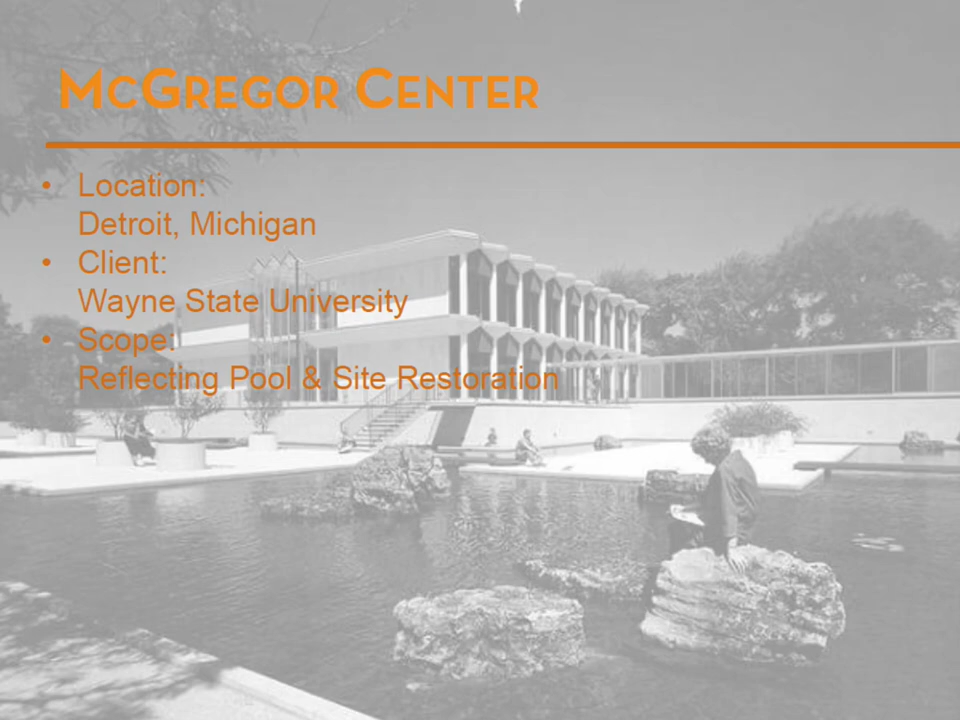 McGregor Center
• Location:
Detroit, Michigan
• Client:
Wayne State University
• Scope:
Reflecting Pool & Site Restoration